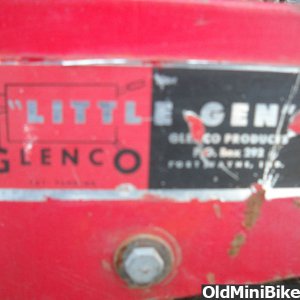 "LITTLE GEN"
GLENCO
GLENCO PRODUCTS
P.O. Box 292
FORT WAYNE, IND.
OldMiniBike